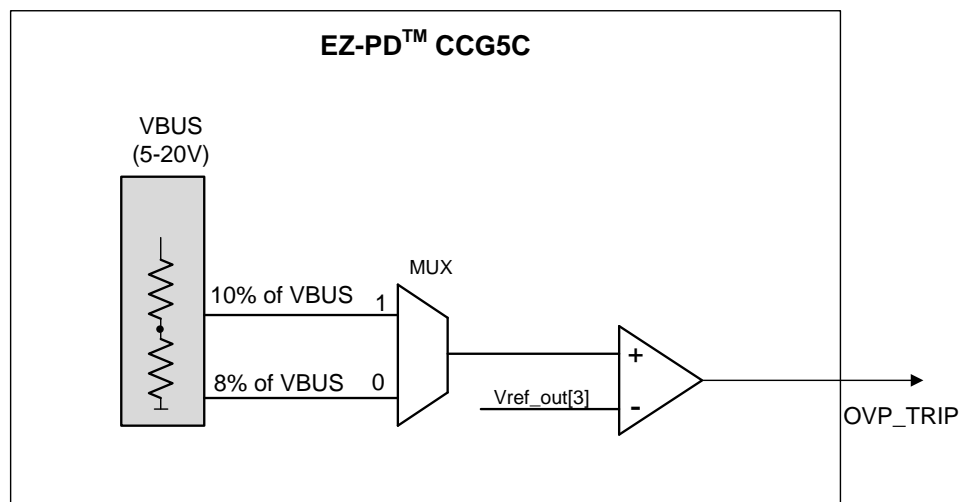 EZ-PD™ CCG5C
VBUS
(5-20V)
MUX
10% of VBUS 1
8% of VBUS 0
+
Vref_out[3] -
OVP_TRIP